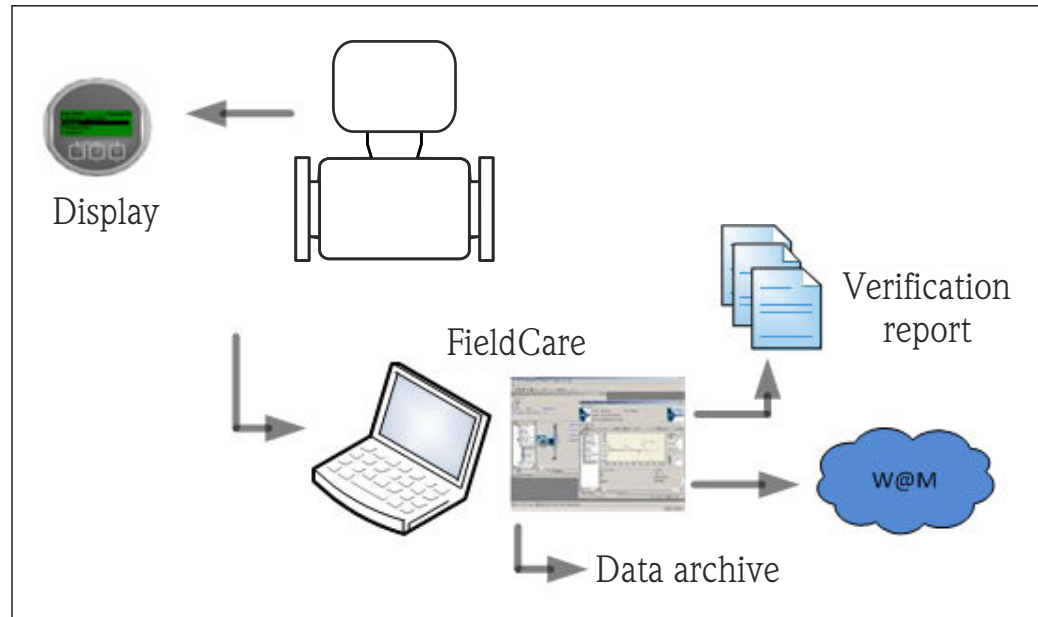 Display
Verification
report
FieldCare
W@M
Data archive